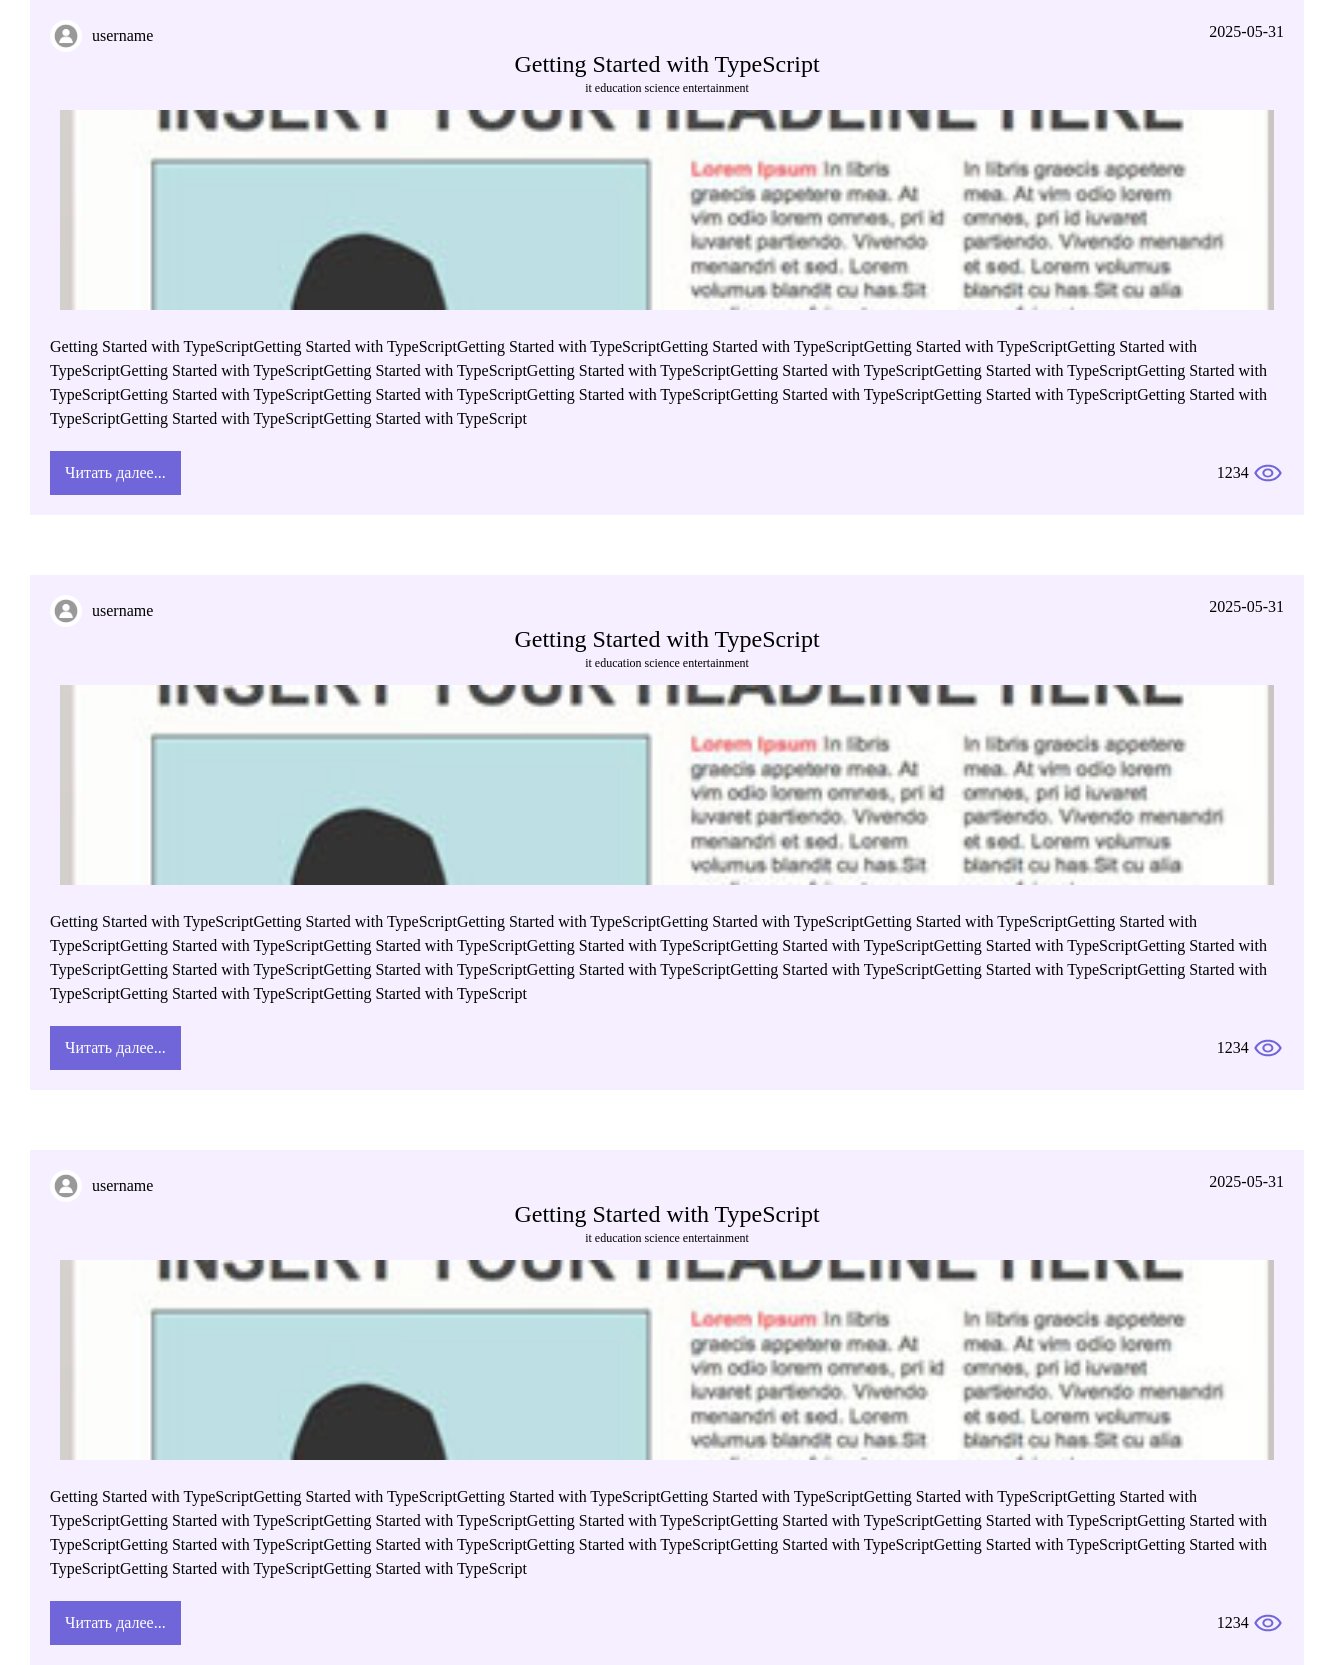 username
2025-05-31
Getting Started with TypeScript
it education science entertainment
INSERT YOUR HEADLINE HERE
Lorem Ipsum In libris
graecis appetere mea. At
vim odio lorem omnes, pri id
iuvaret partiendo. Vivendo
menandri et sed. Lorem
volumus blandit cu has.Sit
In libris graecis appetere
mea. At vim odio lorem
omnes, pri id iuvaret
partiendo. Vivendo menandri
et sed. Lorem volumus
blandit cu has.Sit cu alia
Getting Started with TypeScriptGetting Started with TypeScriptGetting Started with TypeScriptGetting Started with TypeScriptGetting Started with TypeScriptGetting Started with
TypeScriptGetting Started with TypeScriptGetting Started with TypeScriptGetting Started with TypeScriptGetting Started with TypeScriptGetting Started with TypeScriptGetting Started with
TypeScriptGetting Started with TypeScriptGetting Started with TypeScriptGetting Started with TypeScriptGetting Started with TypeScriptGetting Started with TypeScriptGetting Started with
TypeScriptGetting Started with TypeScriptGetting Started with TypeScript
Читать далее...
1234
username
2025-05-31
Getting Started with TypeScript
it education science entertainment
INSERT YOUR HEADLINE HERE
Lorem Ipsum In libris
graecis appetere mea. At
vim odio lorem omnes, pri id
iuvaret partiendo. Vivendo
menandri et sed. Lorem
volumus blandit cu has.Sit
In libris graecis appetere
mea. At vim odio lorem
omnes, pri id iuvaret
partiendo. Vivendo menandri
et sed. Lorem volumus
blandit cu has.Sit cu alia
Getting Started with TypeScriptGetting Started with TypeScriptGetting Started with TypeScriptGetting Started with TypeScriptGetting Started with TypeScriptGetting Started with
TypeScriptGetting Started with TypeScriptGetting Started with TypeScriptGetting Started with TypeScriptGetting Started with TypeScriptGetting Started with TypeScriptGetting Started with
TypeScriptGetting Started with TypeScriptGetting Started with TypeScriptGetting Started with TypeScriptGetting Started with TypeScriptGetting Started with TypeScriptGetting Started with
TypeScriptGetting Started with TypeScriptGetting Started with TypeScript
Читать далее...
1234
username
2025-05-31
Getting Started with TypeScript
it education science entertainment
INSERT YOUR HEADLINE HERE
Lorem Ipsum In libris
graecis appetere mea. At
vim odio lorem omnes, pri id
iuvaret partiendo. Vivendo
menandri et sed. Lorem
volumus blandit cu has.Sit
In libris graecis appetere
mea. At vim odio lorem
omnes, pri id iuvaret
partiendo. Vivendo menandri
et sed. Lorem volumus
blandit cu has.Sit cu alia
Getting Started with TypeScriptGetting Started with TypeScriptGetting Started with TypeScriptGetting Started with TypeScriptGetting Started with TypeScriptGetting Started with
TypeScriptGetting Started with TypeScriptGetting Started with TypeScriptGetting Started with TypeScriptGetting Started with TypeScriptGetting Started with TypeScriptGetting Started with
TypeScriptGetting Started with TypeScriptGetting Started with TypeScriptGetting Started with TypeScriptGetting Started with TypeScriptGetting Started with TypeScriptGetting Started with
TypeScriptGetting Started with TypeScriptGetting Started with TypeScript
Читать далее...
1234